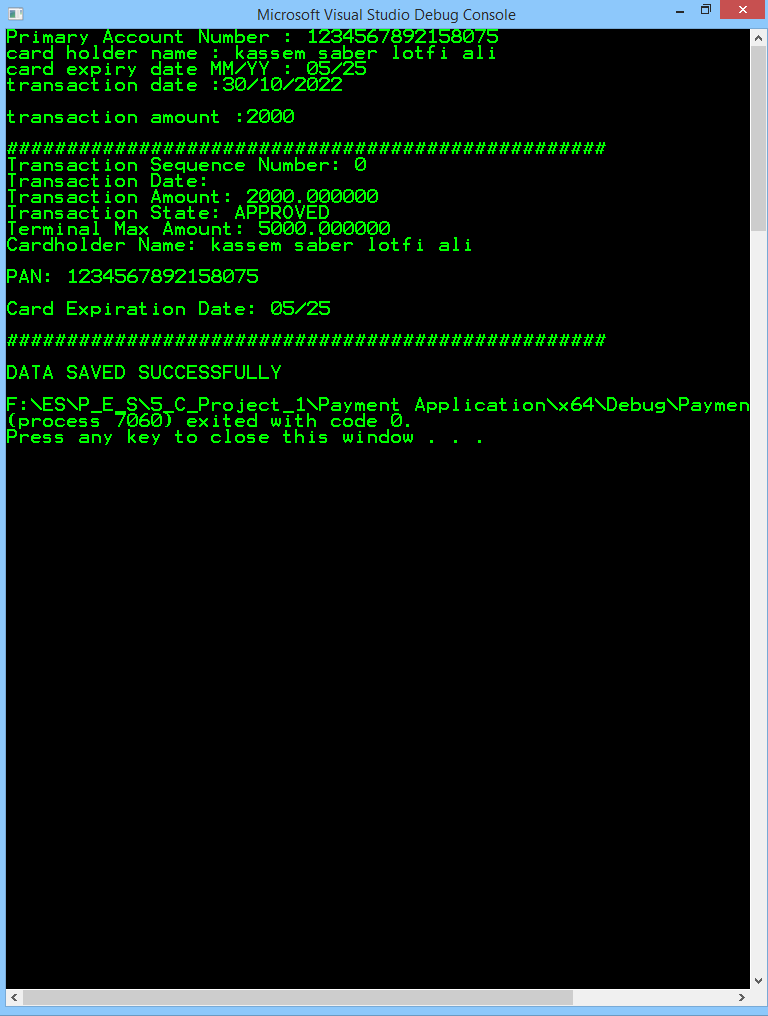 Microsoft Visual Studio Debug Console
Primary Account Number : 1234567892158075
card holder name : kassem saber lotfi ali
card expiry date MM/YY : 05/25
transaction date :30/10/2022
transaction amount :2000
##################################################
Transaction Sequence Number: 0
Transaction Date:
Transaction Amount: 2000.000000
Transaction State: APPROVED
Terminal Max Amount: 5000.000000
Cardholder Name: kassem saber lotfi ali
PAN: 1234567892158075
Card Expiration Date: 05/25
##################################################
DATA SAVED SUCCESSFULLY
F:\ES\P_E_S\5_C_Project_1\Payment Application\x64\Debug\Paymen
(process 7060) exited with code 0.
Press any key to close this window . . .